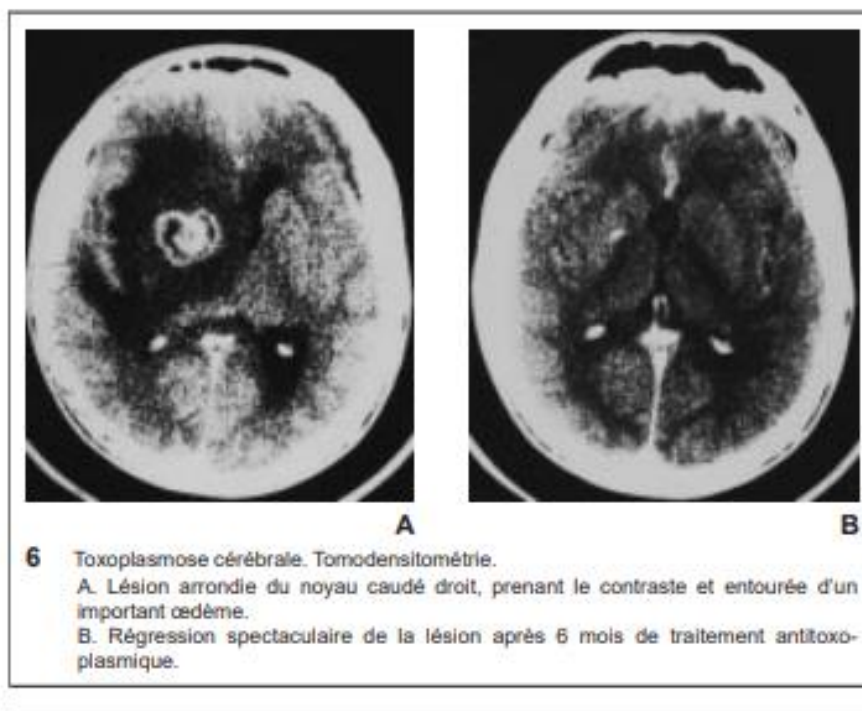 A
B
6 Toxoplasmose cérébrale. Tomodensitométrie.
A. Lésion arrondie du noyau caudé droit, prenant le contraste et entourée d'un
important œdème.
B. Régression spectaculaire de la lésion après 6 mois de traitement antitoxo-
plasmique.